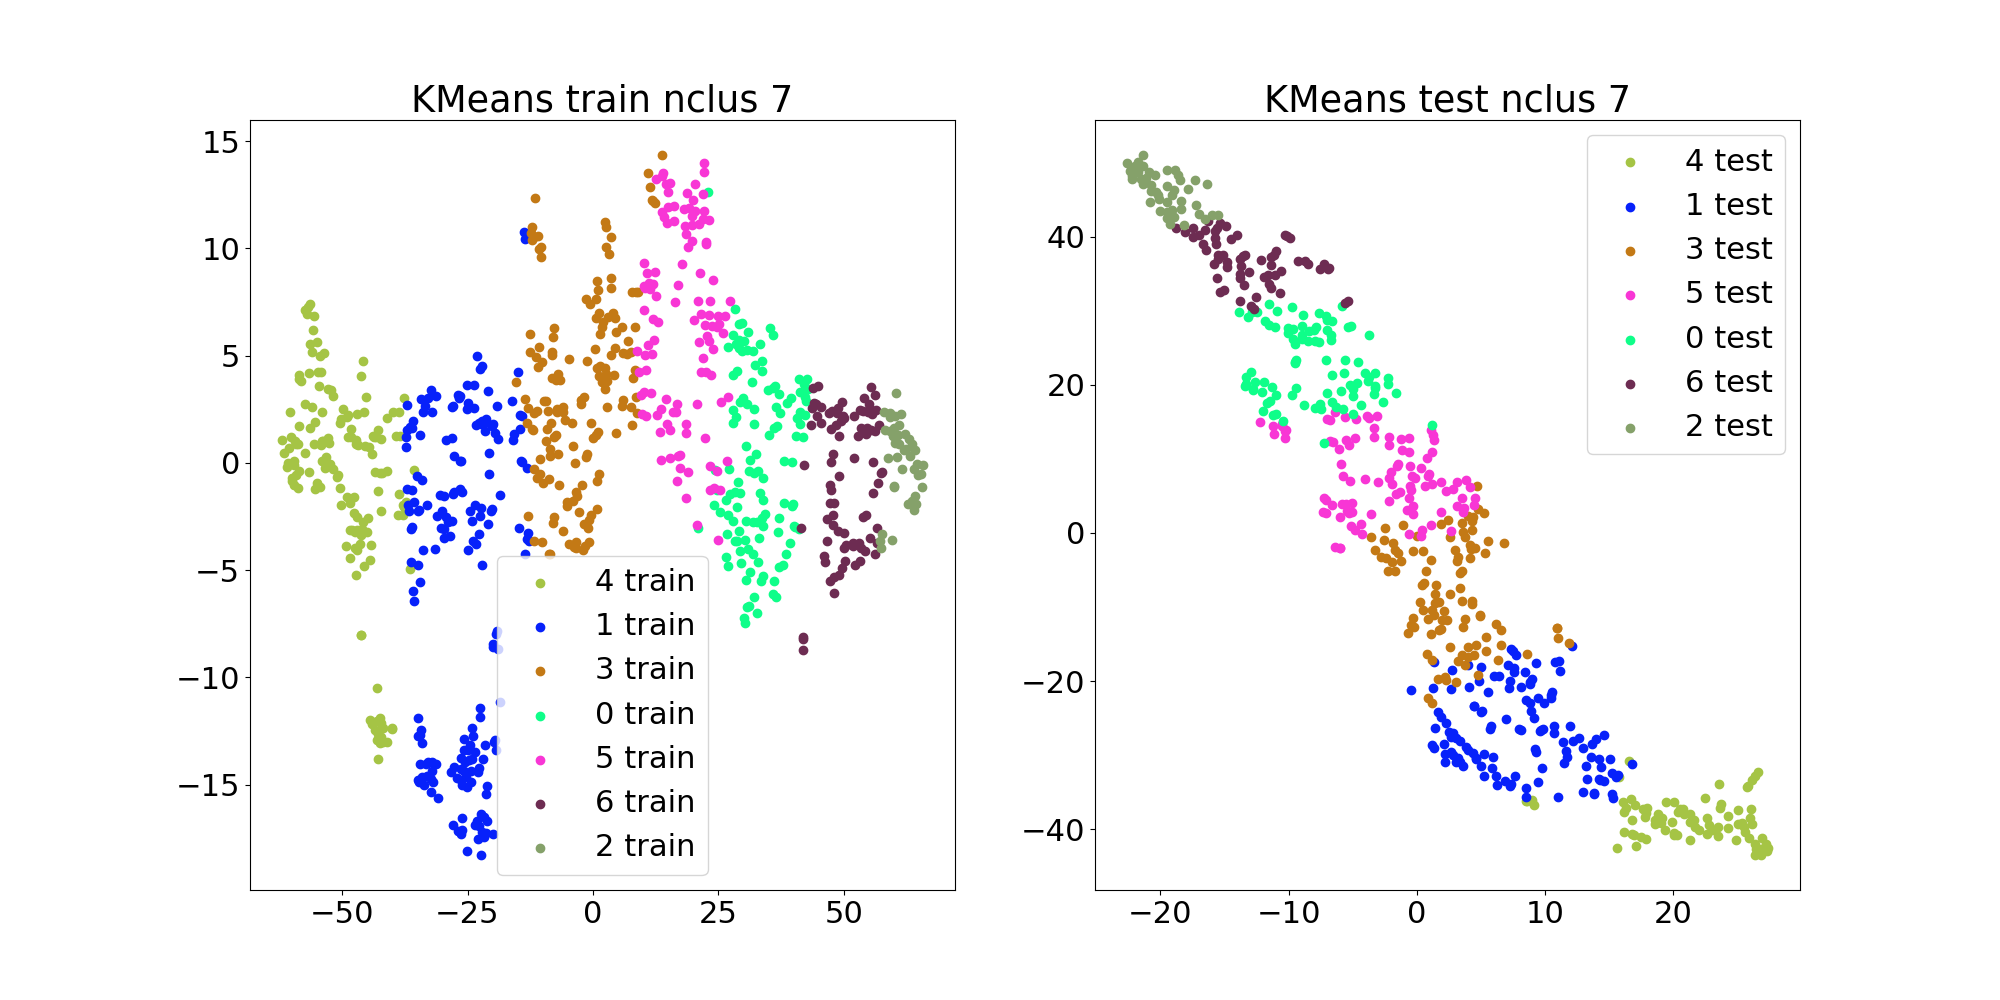 KMeans train nclus 7
15
10
5
0
−5
−10
−15
−50 −25 0 25 50
4 train
1 train
3 train
0 train
5 train
6 train
2 train
KMeans test nclus 7
40
20
0
−20
−40
−20 −10 0 10 20
4 test
1 test
3 test
5 test
0 test
6 test
2 test